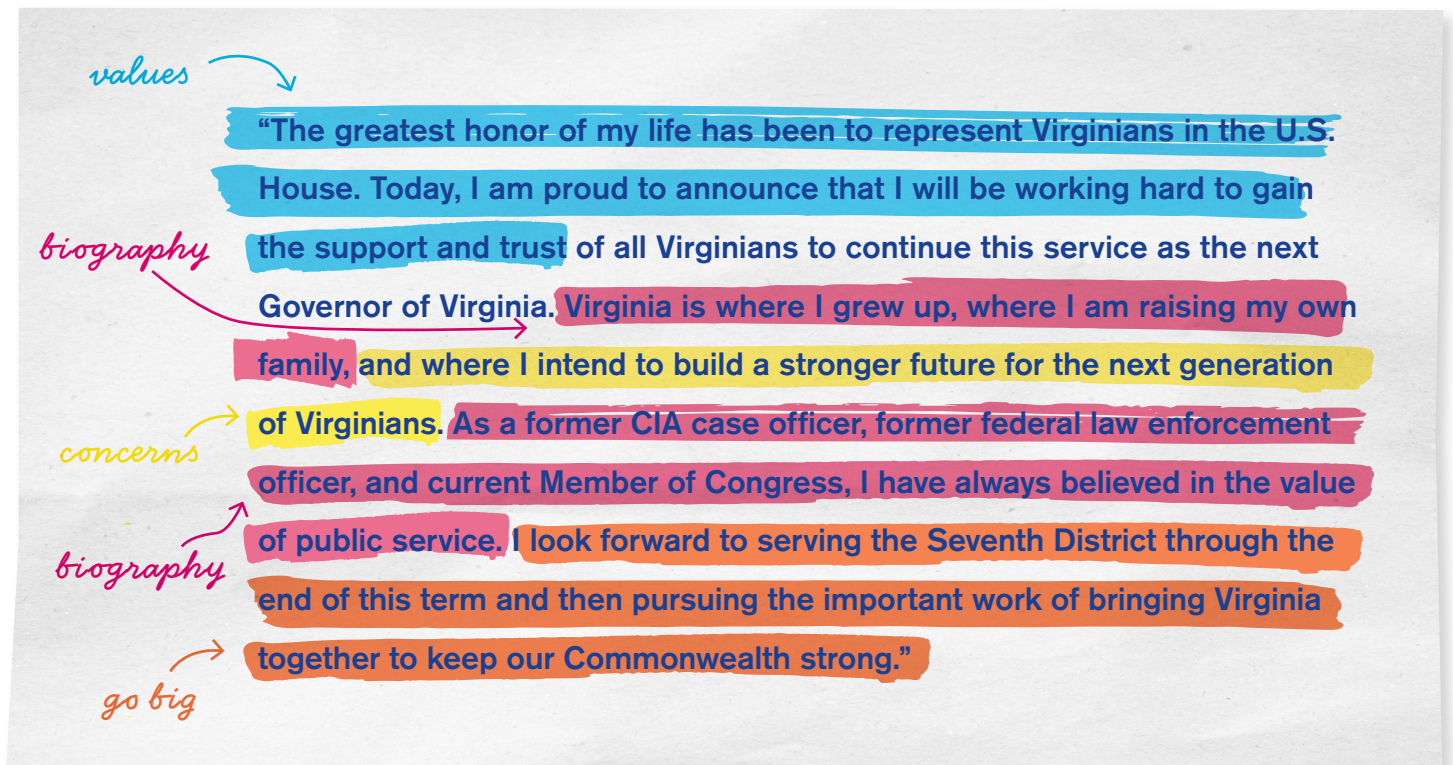 values
“The greatest honor of my life has been to represent Virginians in the U.S.
House. Today, I am proud to announce that I will be working hard to gain
the support and trust of all Virginians to continue this service as the next
biography
Governor of Virginia. Virginia is where I grew up, where I am raising my own
family, and where I intend to build a stronger future for the next generation
of Virginians. As a former CIA case officer, former federal law enforcement
concerns
officer, and current Member of Congress, I have always believed in the value
of public service. I look forward to serving the Seventh District through the
biography
end of this term and then pursuing the important work of bringing Virginia
together to keep our Commonwealth strong.”
go big